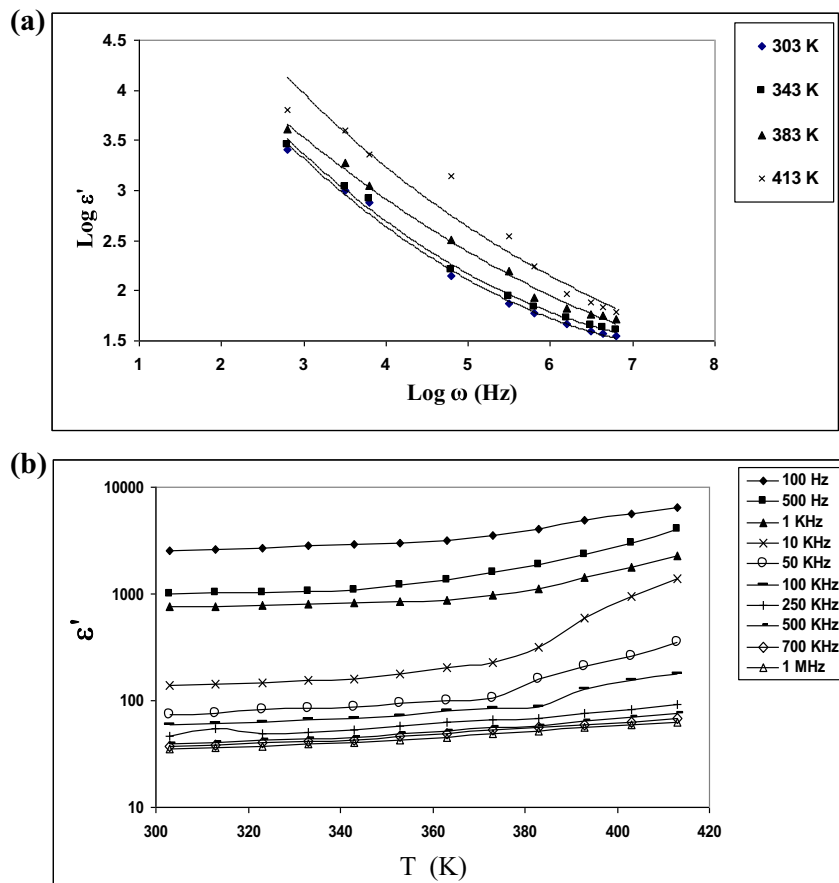 (a)
4.5
4
3.5
3
2.5
2
1.5
1 2 3 4 5 6 7 8
Log ε'
Log ω (Hz)
303 K
343 K
383 K
413 K
(b)
10000
1000
100
10
300 320 340 360 380 400 420
ε'
T (K)
100 Hz
500 Hz
1 KHz
10 KHz
50 KHz
100 KHz
250 KHz
500 KHz
700 KHz
1 MHz